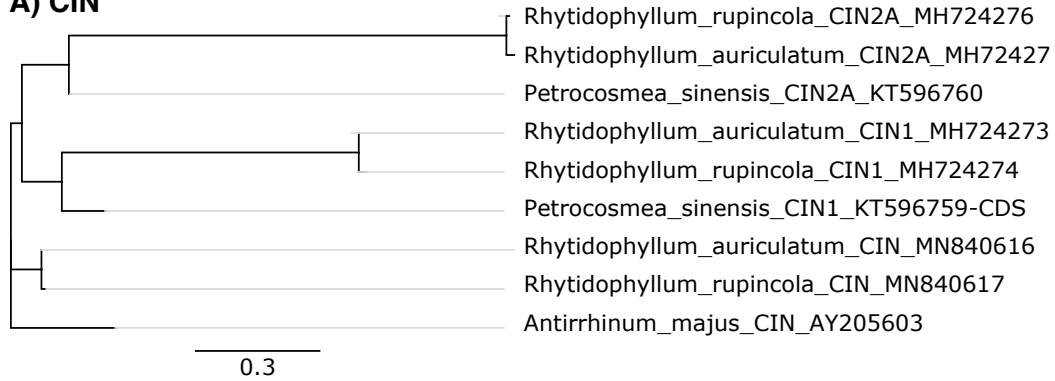 A) CIN
Rhytidophyllum_rupincola_CIN2A_MH724276
Rhytidophyllum_auriculatum_CIN2A_MH72427
Petrocosmea_sinensis_CIN2A_KT596760
Rhytidophyllum_auriculatum_CIN1_MH724273
Rhytidophyllum_rupincola_CIN1_MH724274
Petrocosmea_sinensis_CIN1_KT596759-CDS
Rhytidophyllum_auriculatum_CIN_MN840616
Rhytidophyllum_rupincola_CIN_MN840617
Antirrhinum_majus_CIN_AY205603
0.3